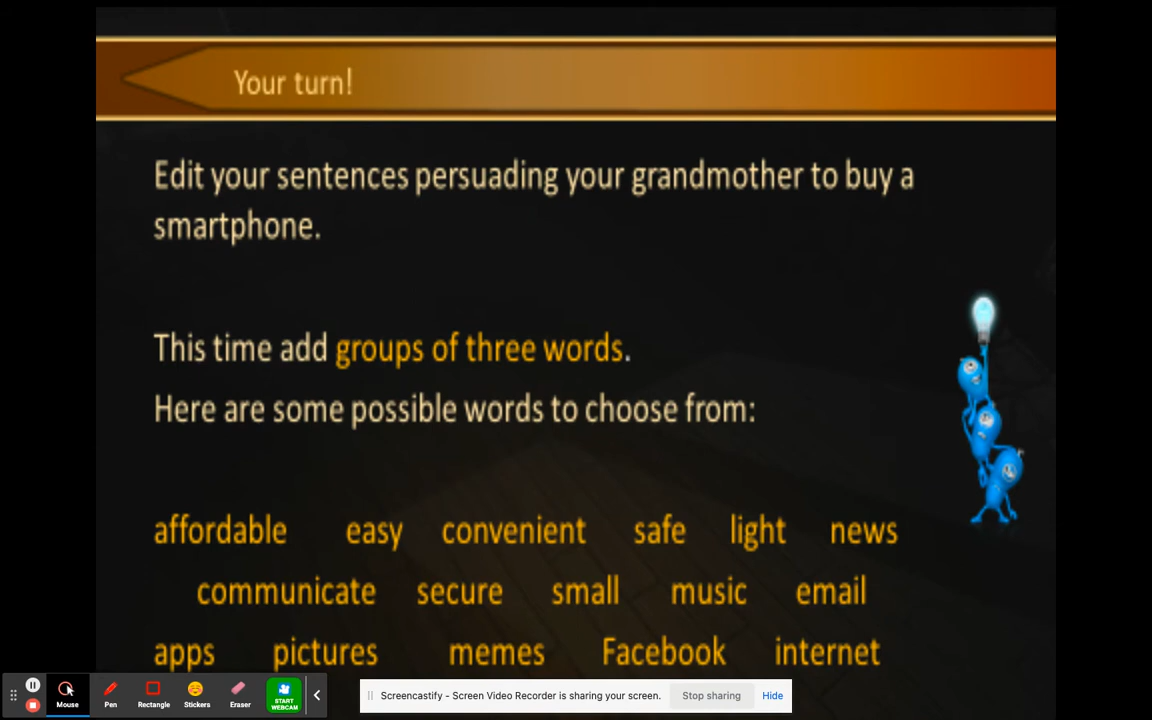 Your turn!
Edit your sentences persuading your grandmother to buy a
smartphone.
This time add groups of three words.
Here are some possible words to choose from:
affordable easy convenient safe light news
communicate secure small music email
apps pictures memes Facebook internet
Mouse Pen Rectangle Stickers Eraser START WEBCAM
Screencastify - Screen Video Recorder is sharing your screen. Stop sharing Hide